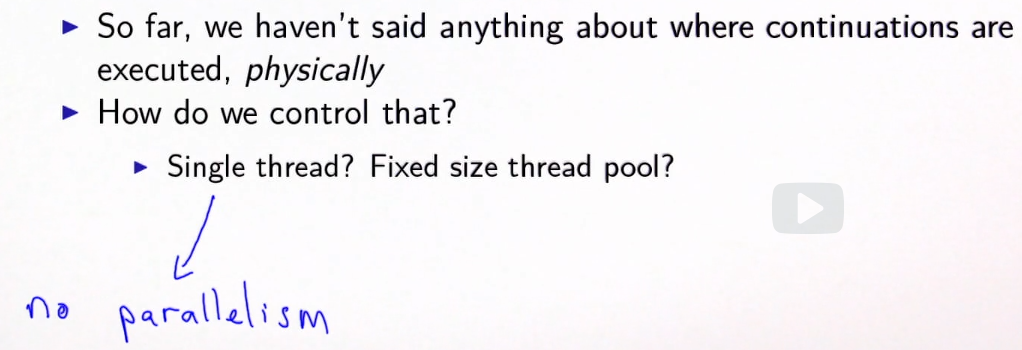 So far, we haven't said anything about where continuations are
executed, physically
How do we control that?
Single thread? Fixed size thread pool?
no parallelism